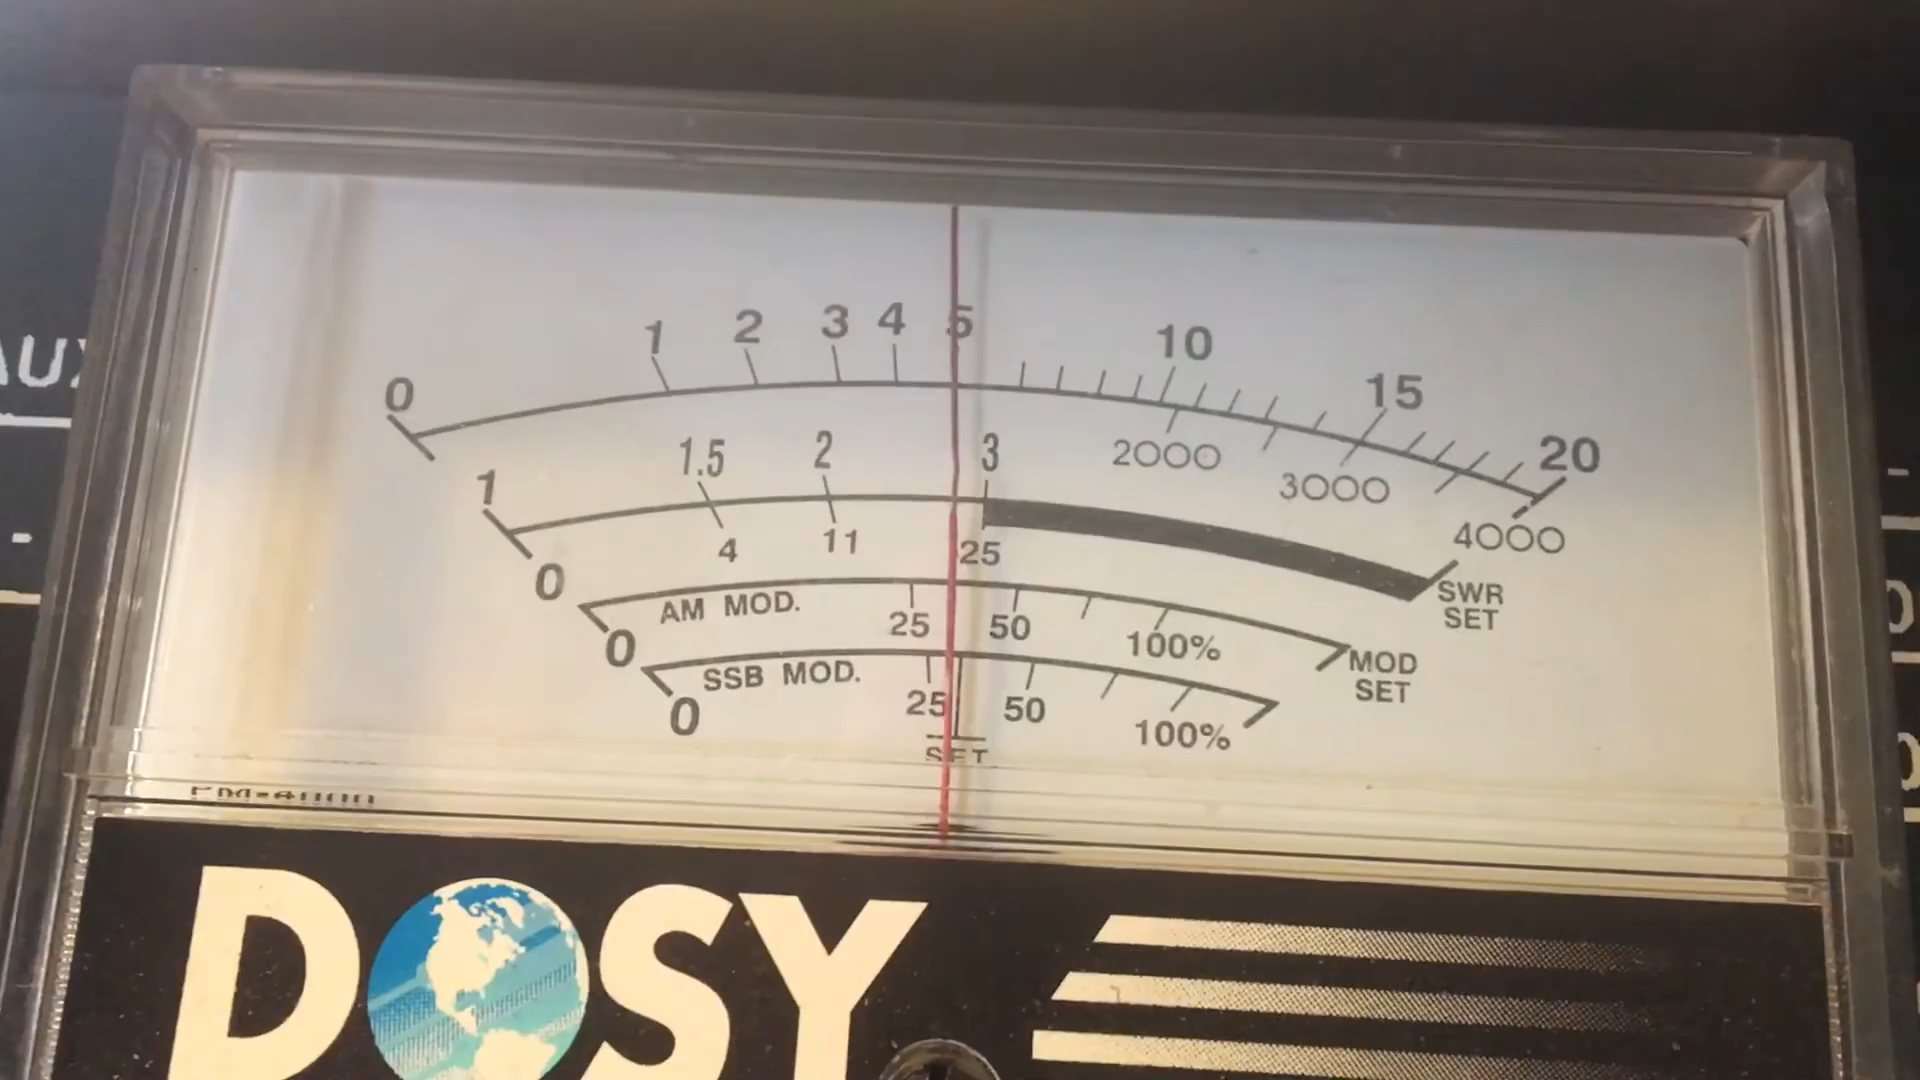 AUX
0 1 2 3 4 5 10 15 20
2000 3000 4000
1 1.5 2 3 SWR SET
0 4 11 25
AM MOD.
0 25 50 100% MOD SET
SSB MOD.
0 25 50 100%
SET
DOSY